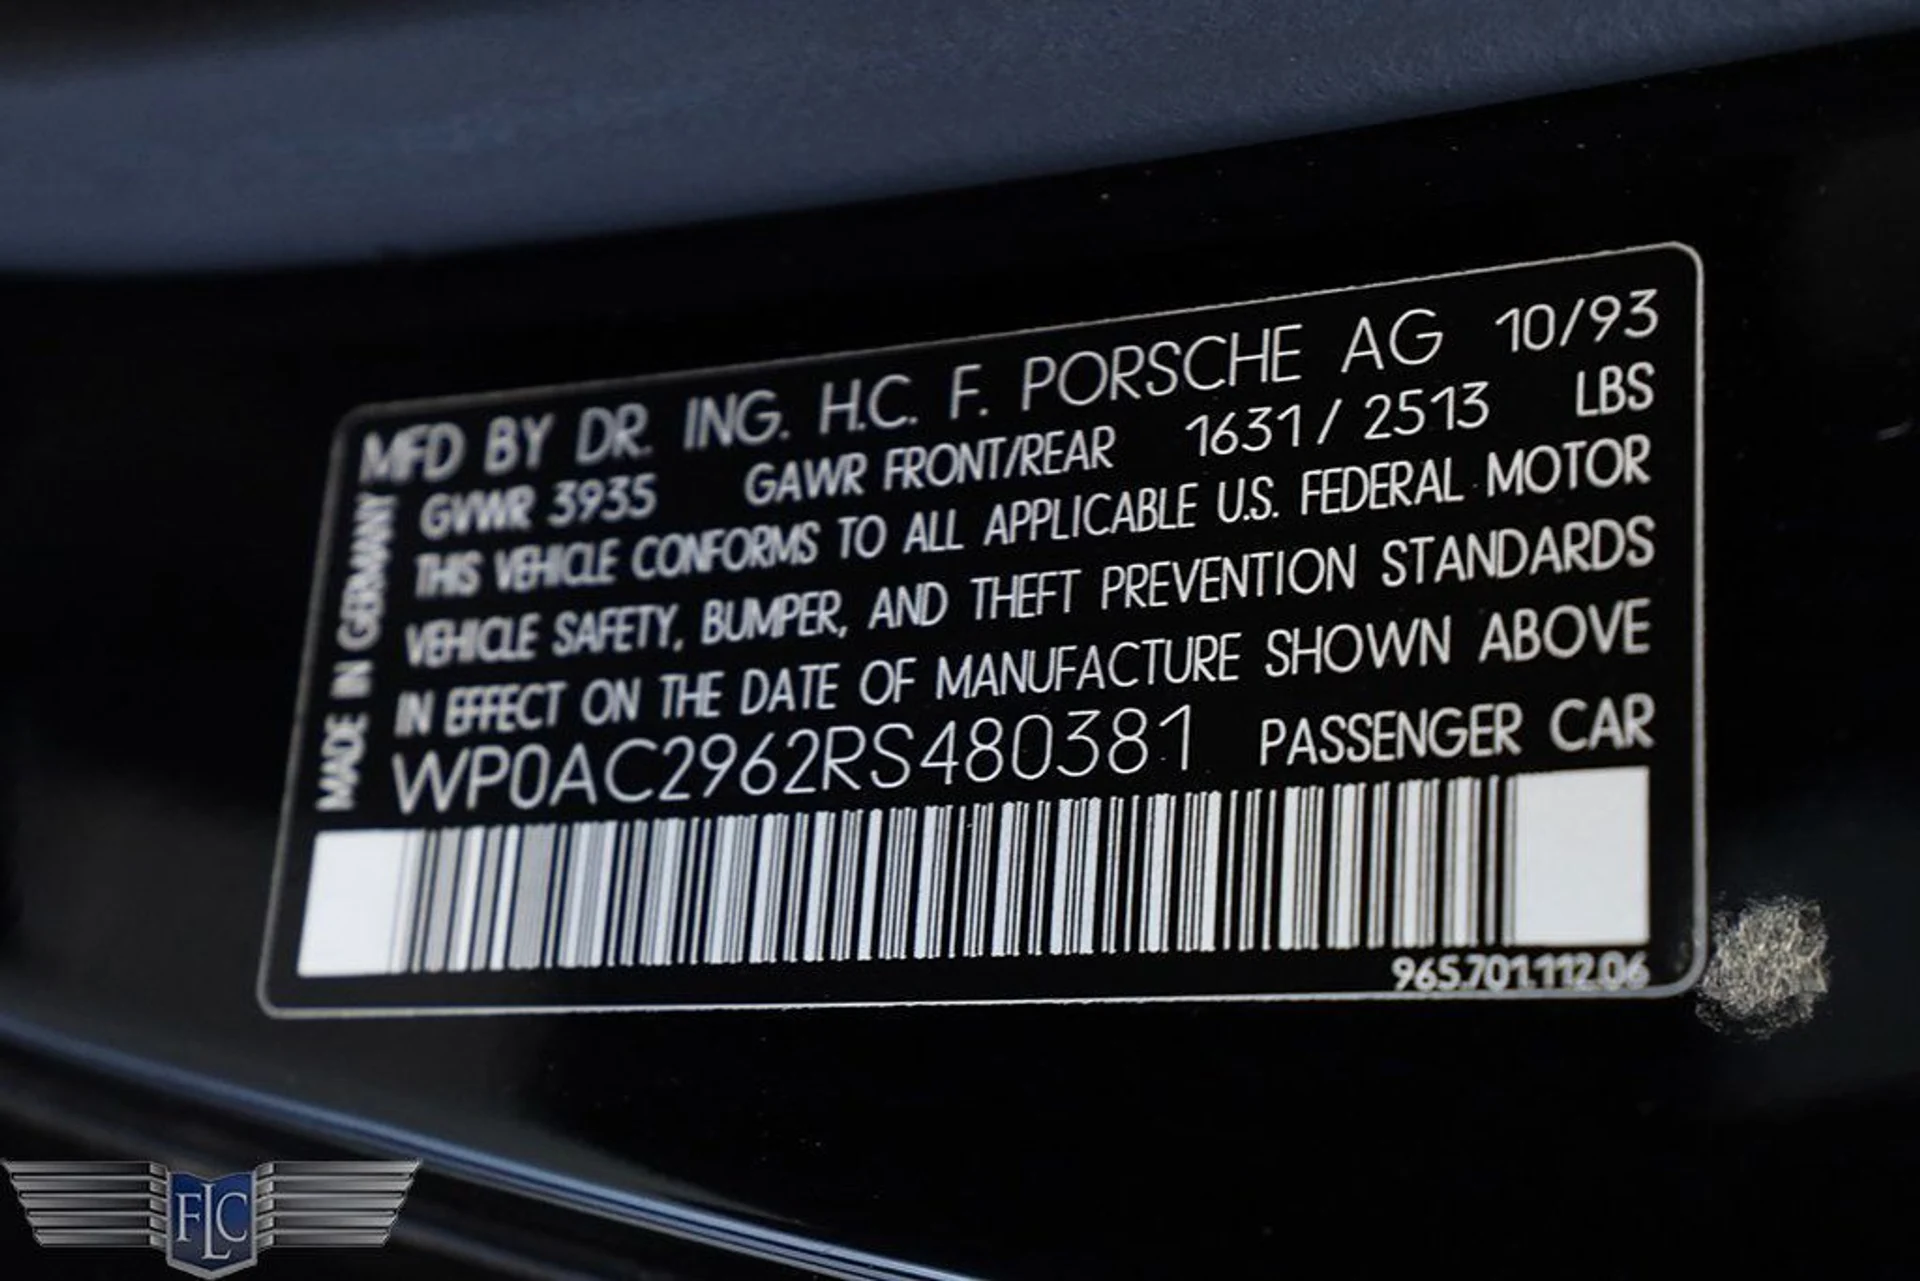 MFD BY DR. ING. H.C. F. PORSCHE AG 10/93
GVWR 3935 GAWR FRONT/REAR 1631 / 2513 LBS
THIS VEHICLE CONFORMS TO ALL APPLICABLE U.S. FEDERAL MOTOR
VEHICLE SAFETY, BUMPER, AND THEFT PREVENTION STANDARDS
IN EFFECT ON THE DATE OF MANUFACTURE SHOWN ABOVE
WP0AC2962RS480381 PASSENGER CAR
MADE IN GERMANY
965.701.112.06
FLC